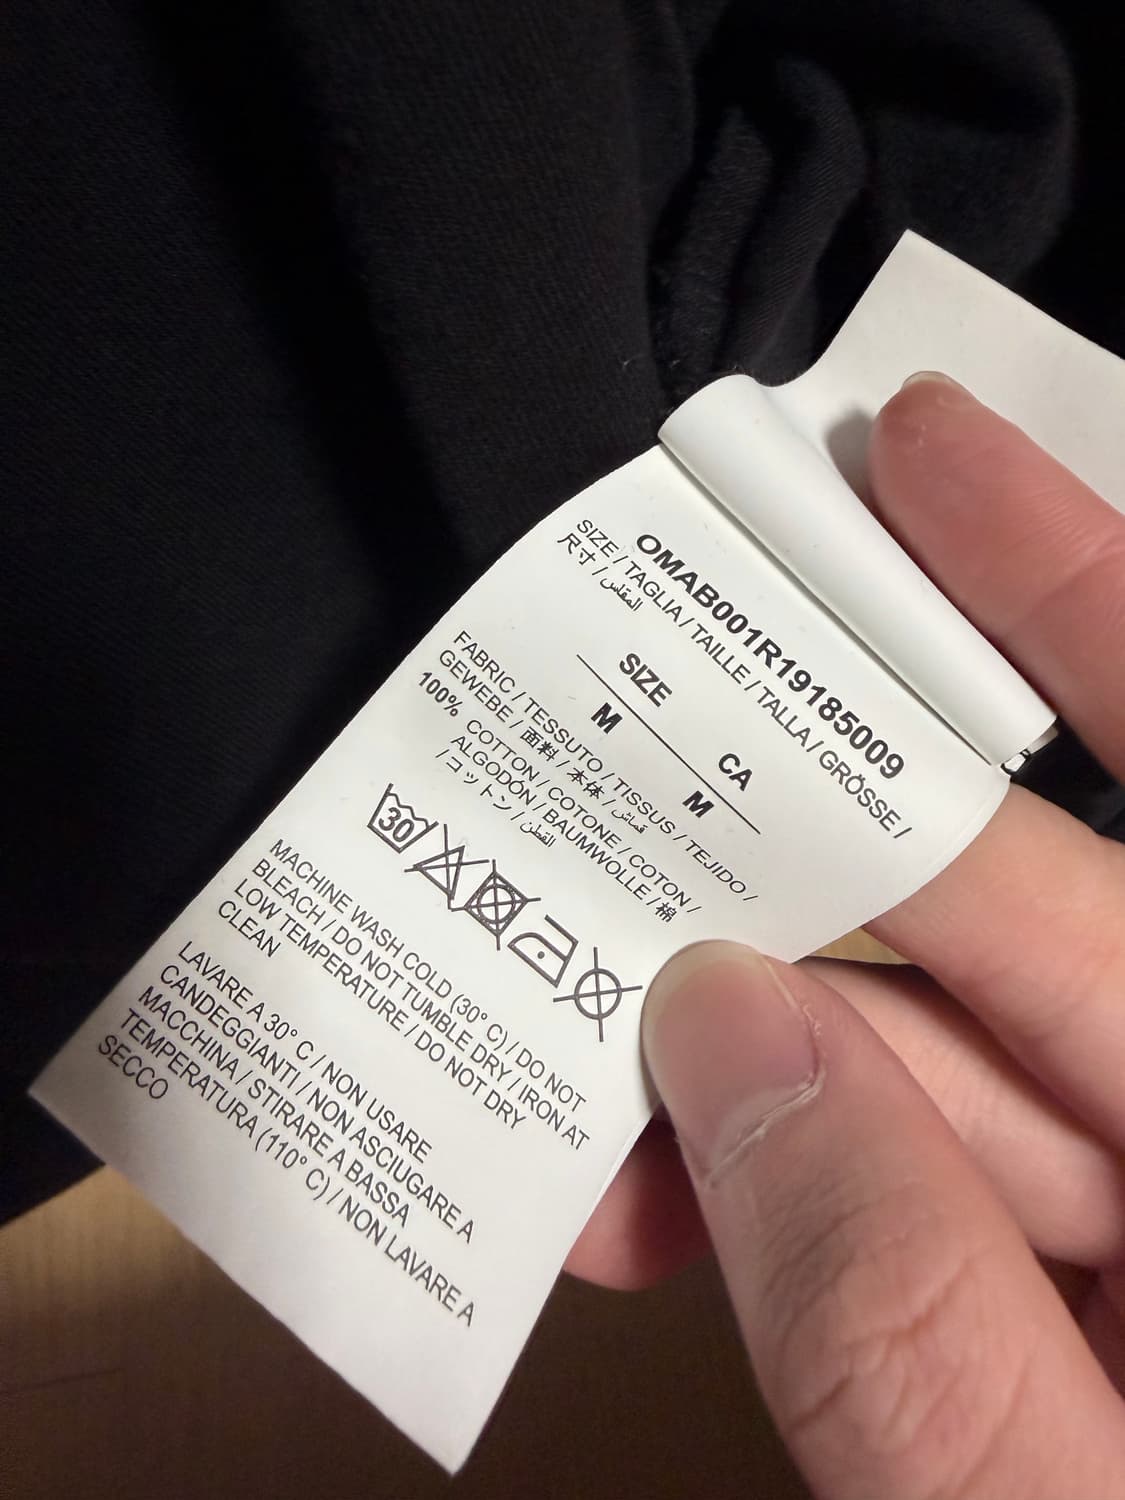 OMAB001R19185009
SIZE / TAGLIA / TAILLE / TALLA / GRÖSSE /
尺寸 / المقاس
SIZE CA
M M
FABRIC / TESSUTO / TISSUS / TEJIDO /
GEWEBE / 面料 / 本体 / قماش
100% COTTON / COTONE / COTON /
ALGODÓN / BAUMWOLLE / 棉
/ コットン / القطن
30
MACHINE WASH COLD (30° C) / DO NOT
BLEACH / DO NOT TUMBLE DRY / IRON AT
LOW TEMPERATURE / DO NOT DRY
CLEAN
LAVARE A 30° C / NON USARE
CANDEGGIANTI / NON ASCIUGARE A
MACCHINA / STIRARE A BASSA
TEMPERATURA (110° C) / NON LAVARE A
SECCO